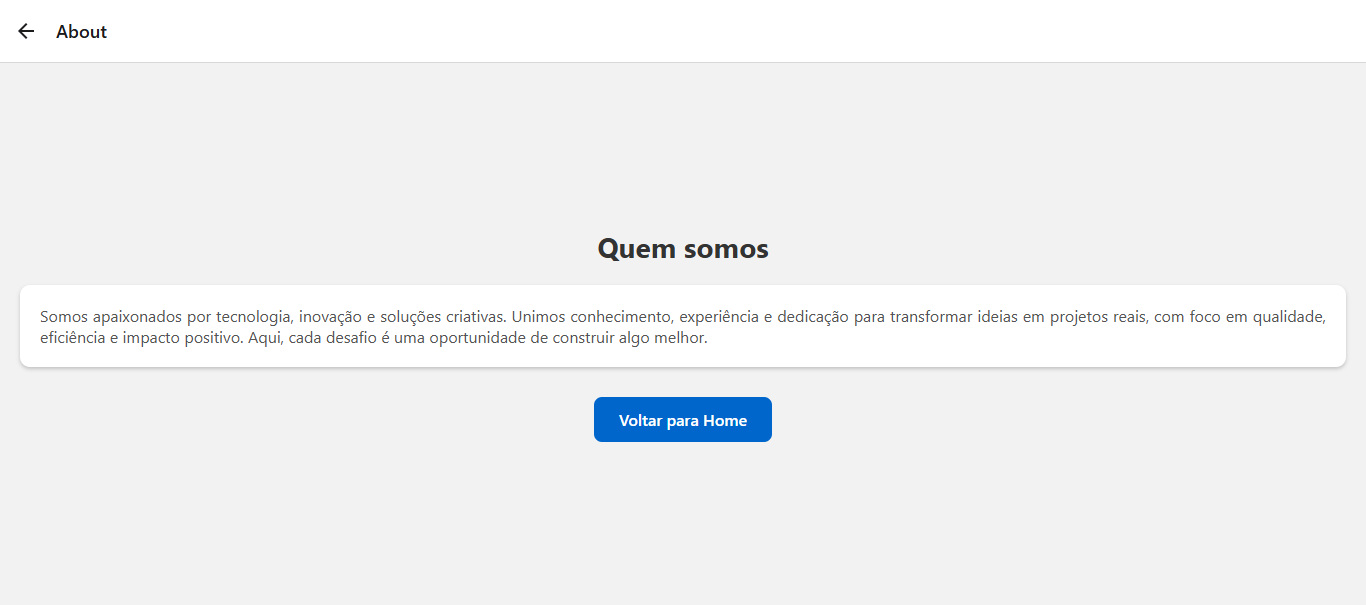 About
Quem somos
Somos apaixonados por tecnologia, inovação e soluções criativas. Unimos conhecimento, experiência e dedicação para transformar ideias em projetos reais, com foco em qualidade,
eficiência e impacto positivo. Aqui, cada desafio é uma oportunidade de construir algo melhor.
Voltar para Home